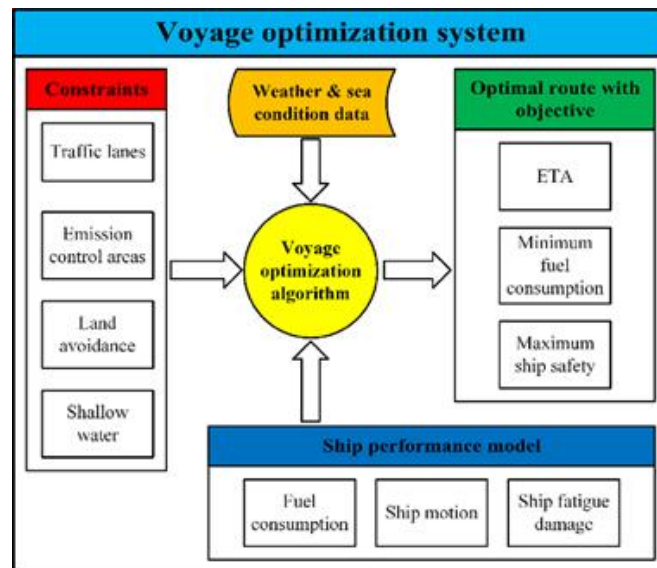 Voyage optimization system
Constraints
Traffic lanes
Emission
control areas
Land
avoidance
Shallow
water
Weather & sea
condition data
Voyage
optimization
algorithm
Optimal route with
objective
ETA
Minimum
fuel
consumption
Maximum
ship safety
Ship performance model
Fuel
consumption
Ship motion
Ship fatigue
damage